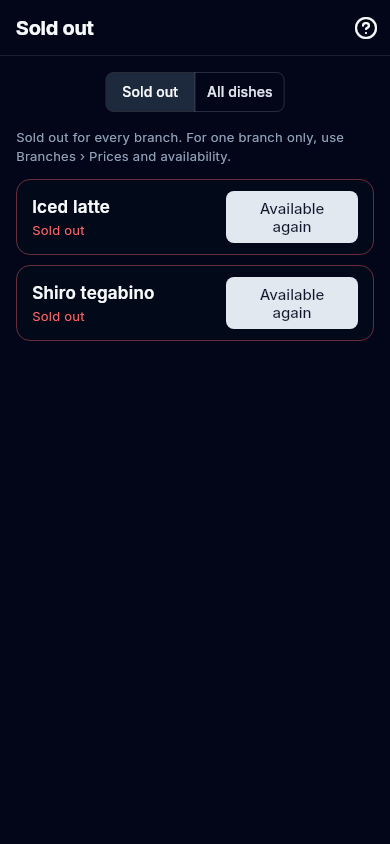 Sold out
Sold out
All dishes
Sold out for every branch. For one branch only, use
Branches › Prices and availability.
Iced latte
Sold out
Available
again
Shiro tegabino
Sold out
Available
again